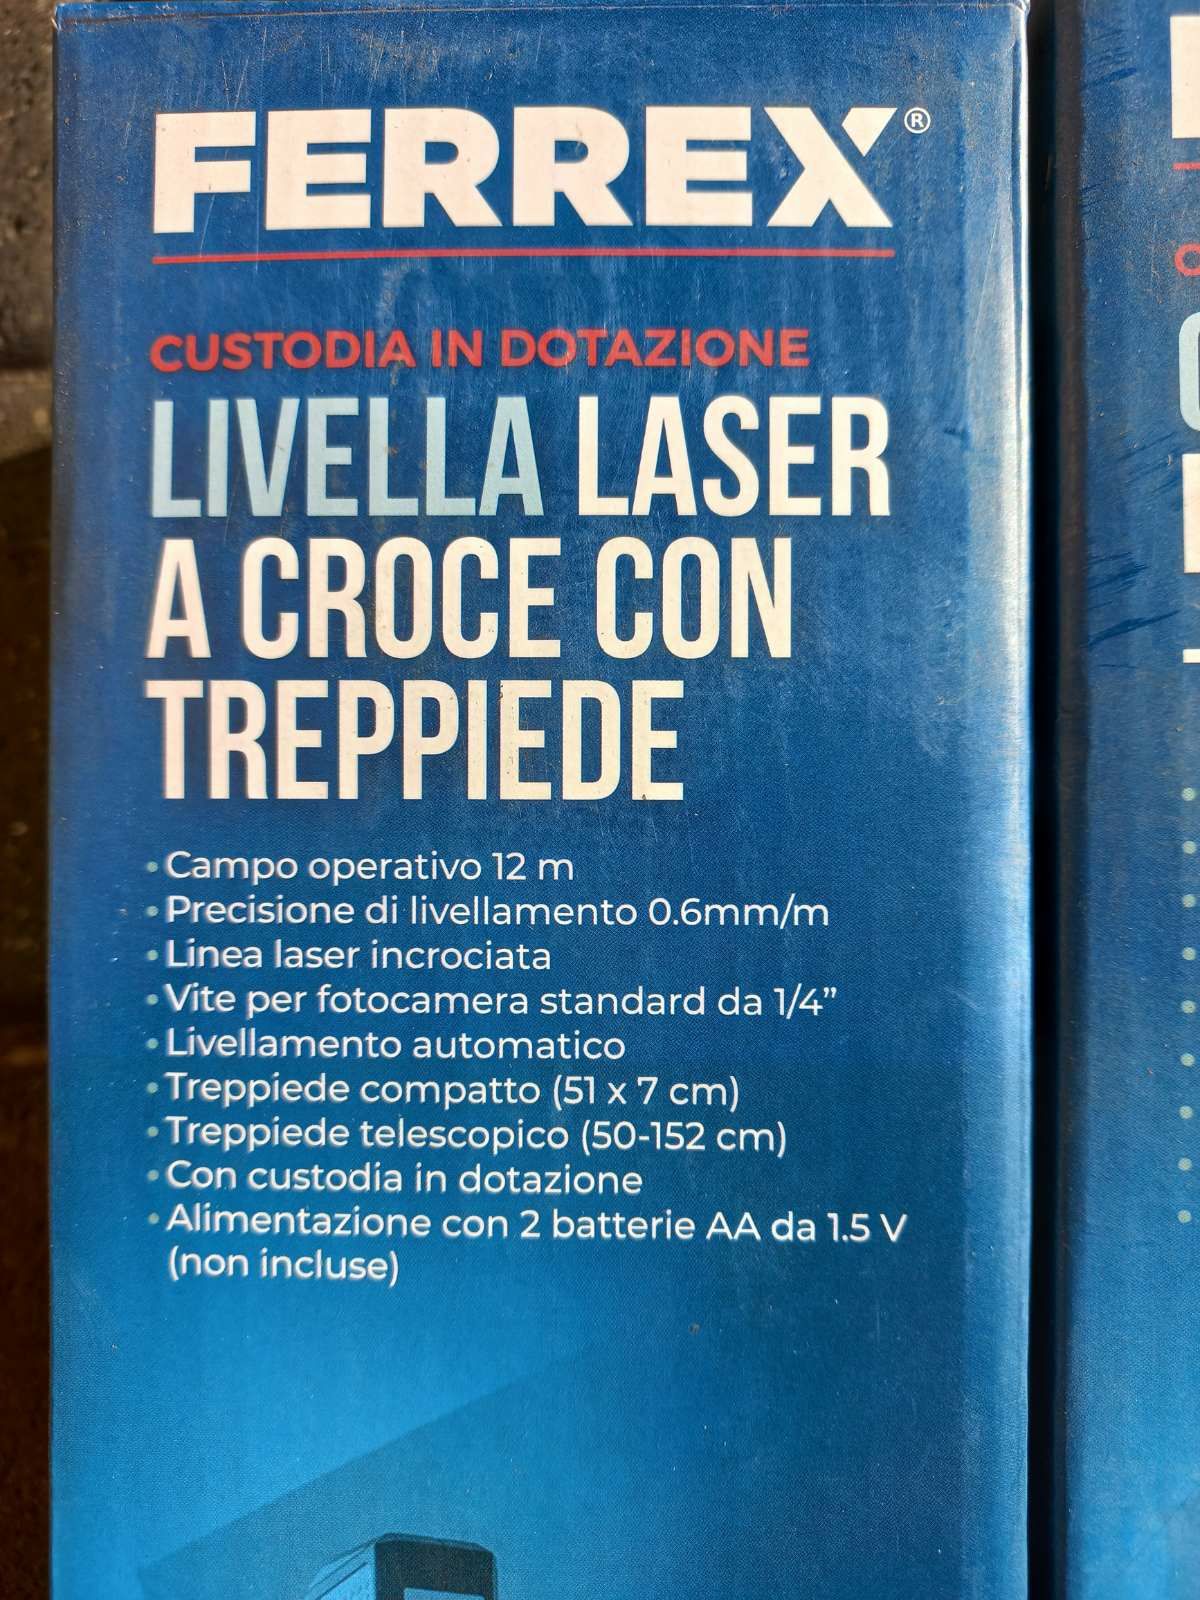 FERREX®
CUSTODIA IN DOTAZIONE
LIVELLA LASER
A CROCE CON
TREPPIEDE
• Campo operativo 12 m
• Precisione di livellamento 0.6mm/m
• Linea laser incrociata
• Vite per fotocamera standard da 1/4”
• Livellamento automatico
• Treppiede compatto (51 x 7 cm)
• Treppiede telescopico (50-152 cm)
• Con custodia in dotazione
• Alimentazione con 2 batterie AA da 1.5 V
(non incluse)